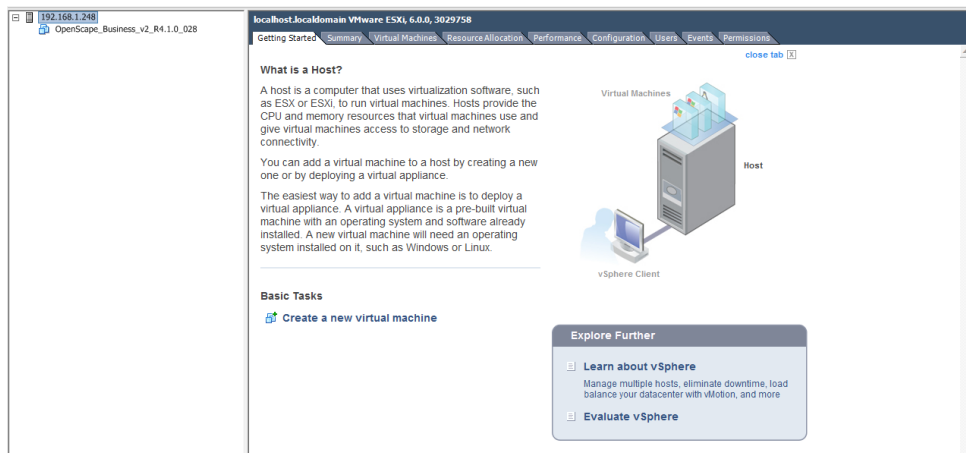 192.168.1.248
OpenScape_Business_v2_R4.1.0_028
localhost.localdomain VMware ESXi, 6.0.0, 3029758
Getting Started Summary Virtual Machines Resource Allocation Performance Configuration Users Events Permissions
close tab X
What is a Host?
A host is a computer that uses virtualization software, such
as ESX or ESXi, to run virtual machines. Hosts provide the
CPU and memory resources that virtual machines use and
give virtual machines access to storage and network
connectivity.
You can add a virtual machine to a host by creating a new
one or by deploying a virtual appliance.
The easiest way to add a virtual machine is to deploy a
virtual appliance. A virtual appliance is a pre-built virtual
machine with an operating system and software already
installed. A new virtual machine will need an operating
system installed on it, such as Windows or Linux.
Virtual Machines
Host
vSphere Client
Basic Tasks
Create a new virtual machine
Explore Further
Learn about vSphere
Manage multiple hosts, eliminate downtime, load
balance your datacenter with vMotion, and more
Evaluate vSphere